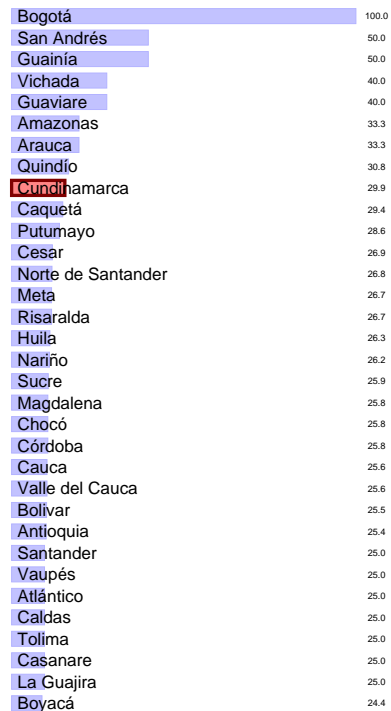 Bogotá 100.0
San Andrés 50.0
Guainía 50.0
Vichada 40.0
Guaviare 40.0
Amazonas 33.3
Arauca 33.3
Quindío 30.8
Cundinamarca 29.9
Caquetá 29.4
Putumayo 28.6
Cesar 26.9
Norte de Santander 26.8
Meta 26.7
Risaralda 26.7
Huila 26.3
Nariño 26.2
Sucre 25.9
Magdalena 25.8
Chocó 25.8
Córdoba 25.8
Cauca 25.6
Valle del Cauca 25.6
Bolivar 25.5
Antioquia 25.4
Santander 25.0
Vaupés 25.0
Atlántico 25.0
Caldas 25.0
Tolima 25.0
Casanare 25.0
La Guajira 25.0
Boyacá 24.4